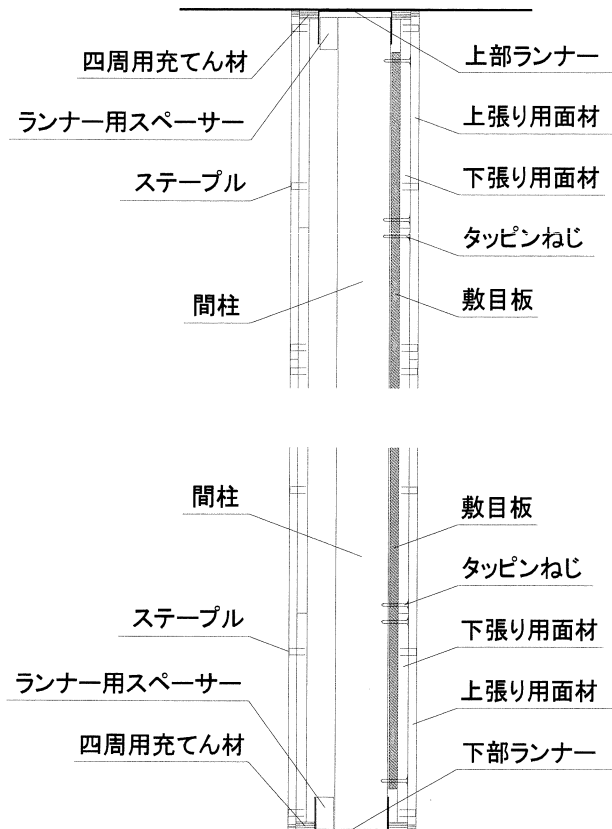 四周用充てん材
ランナー用スペーサー
ステープル
間柱
上部ランナー
上張り用面材
下張り用面材
タッピンねじ
敷目板
間柱
ステープル
ランナー用スペーサー
四周用充てん材
敷目板
タッピンねじ
下張り用面材
上張り用面材
下部ランナー